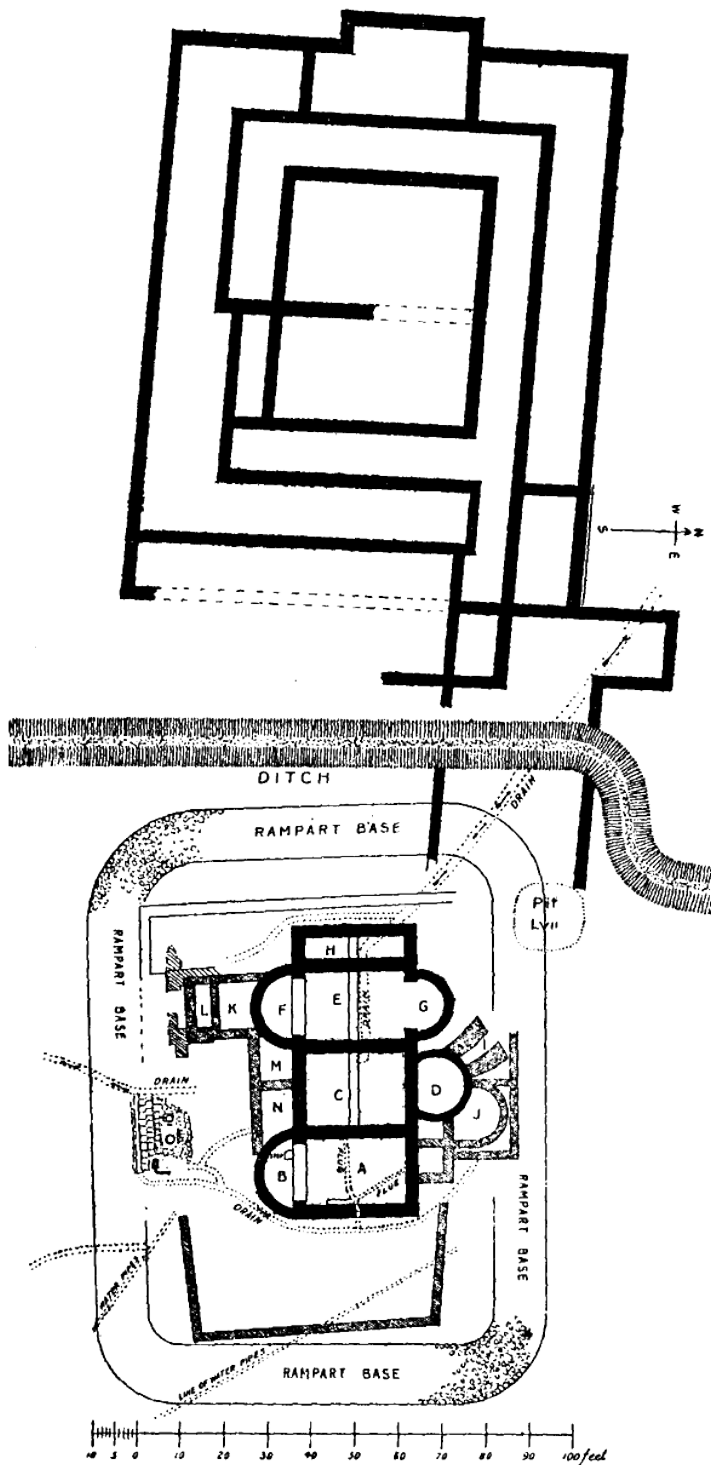 W
S N
E
DITCH
DRAIN
RAMPART BASE
Pit
LVII
RAMPART BASE
H
L K F E G
DRAIN
M
D
DRAIN
N C J
O
B A
FLUE
DRAIN
RAMPART BASE
WATER PIPES
LINE OF WATER PIPES
RAMPART BASE
10 5 0 10 20 30 40 50 60 70 80 90 100 feet